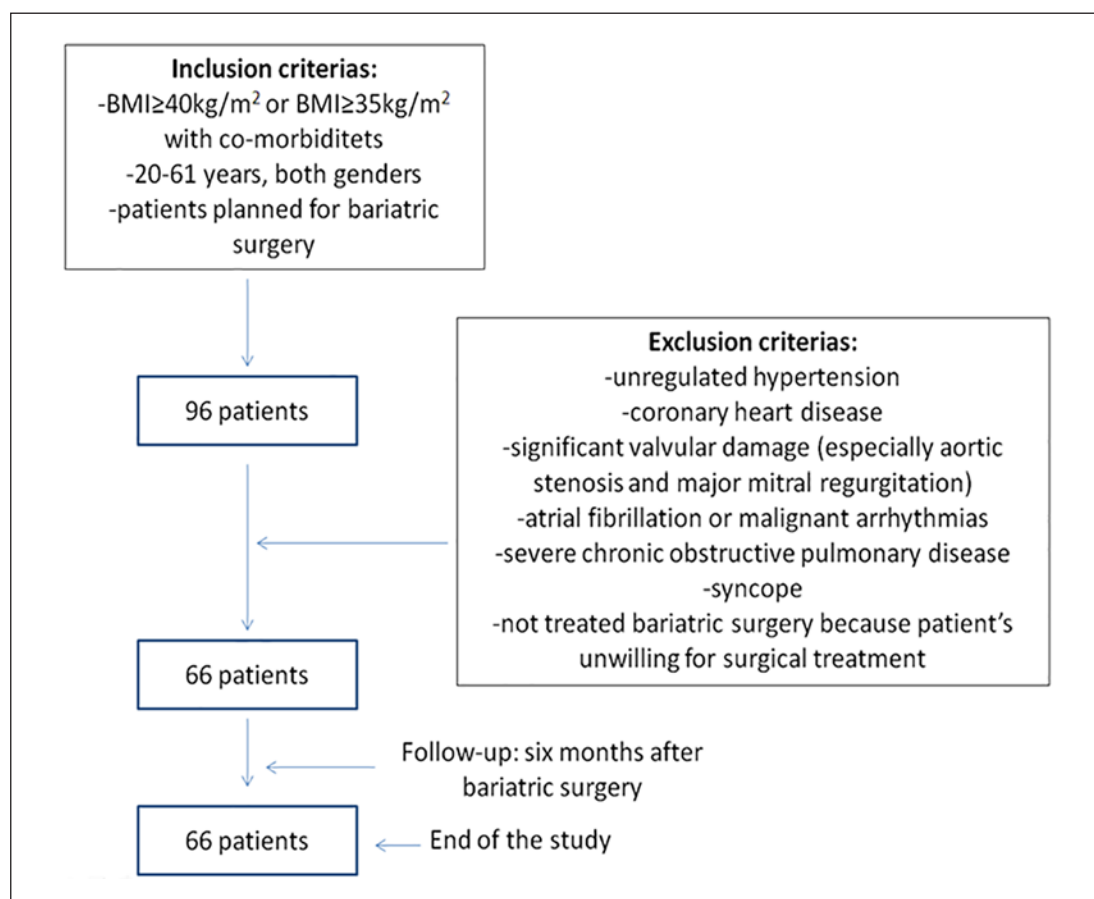 Inclusion criterias:
-BMI≥40kg/m² or BMI≥35kg/m²
with co-morbiditets
-20-61 years, both genders
-patients planned for bariatric
surgery
96 patients
Exclusion criterias:
-unregulated hypertension
-coronary heart disease
-significant valvular damage (especially aortic
stenosis and major mitral regurgitation)
-atrial fibrillation or malignant arrhythmias
-severe chronic obstructive pulmonary disease
-syncope
-not treated bariatric surgery because patient's
unwilling for surgical treatment
66 patients
Follow-up: six months after
bariatric surgery
66 patients
End of the study